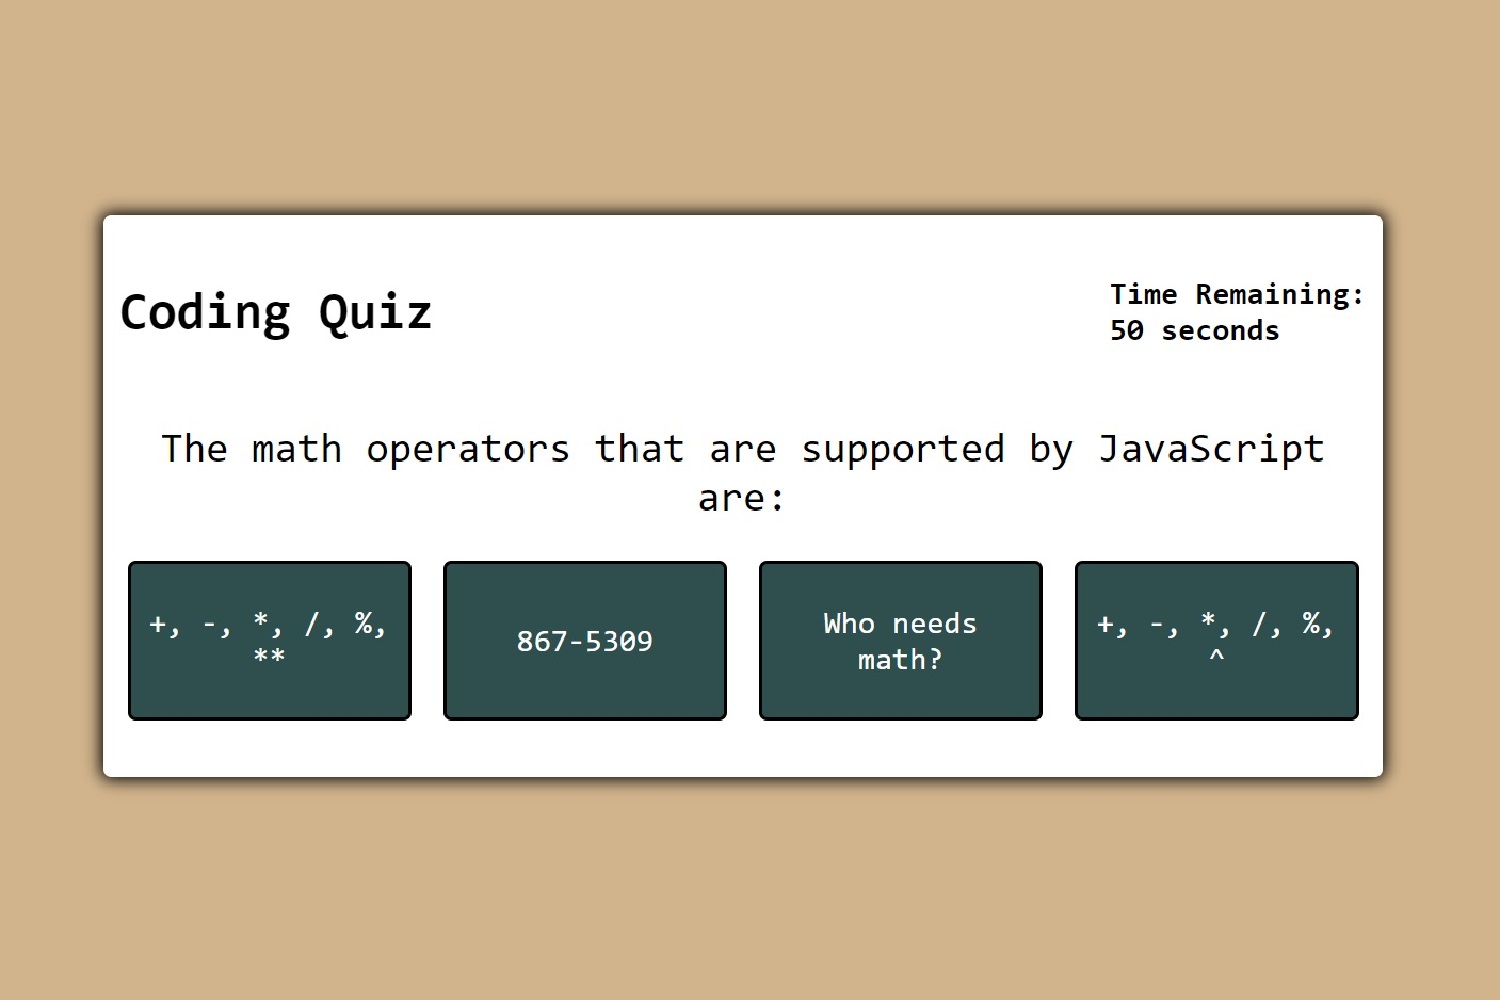 Coding Quiz
Time Remaining:
50 seconds
The math operators that are supported by JavaScript
are:
+, -, *, /, %,
**
867-5309
Who needs
math?
+, -, *, /, %,
^